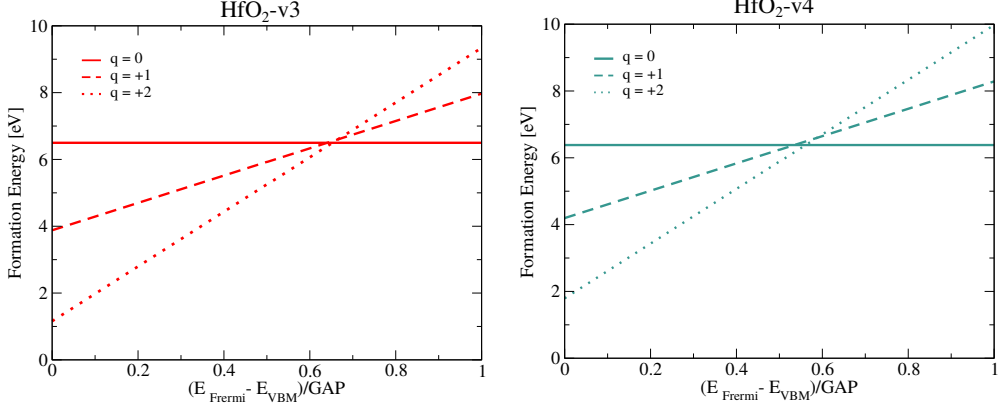 HfO2-v3
10
8
6
4
2
0
Formation Energy [eV]
q = 0
q = +1
q = +2
0
0.2
0.4
0.6
0.8
1
(E Frermi - E VBM)/GAP
HfO2-v4
10
8
6
4
2
0
Formation Energy [eV]
q = 0
q = +1
q = +2
0
0.2
0.4
0.6
0.8
1
(E Frermi - E VBM)/GAP